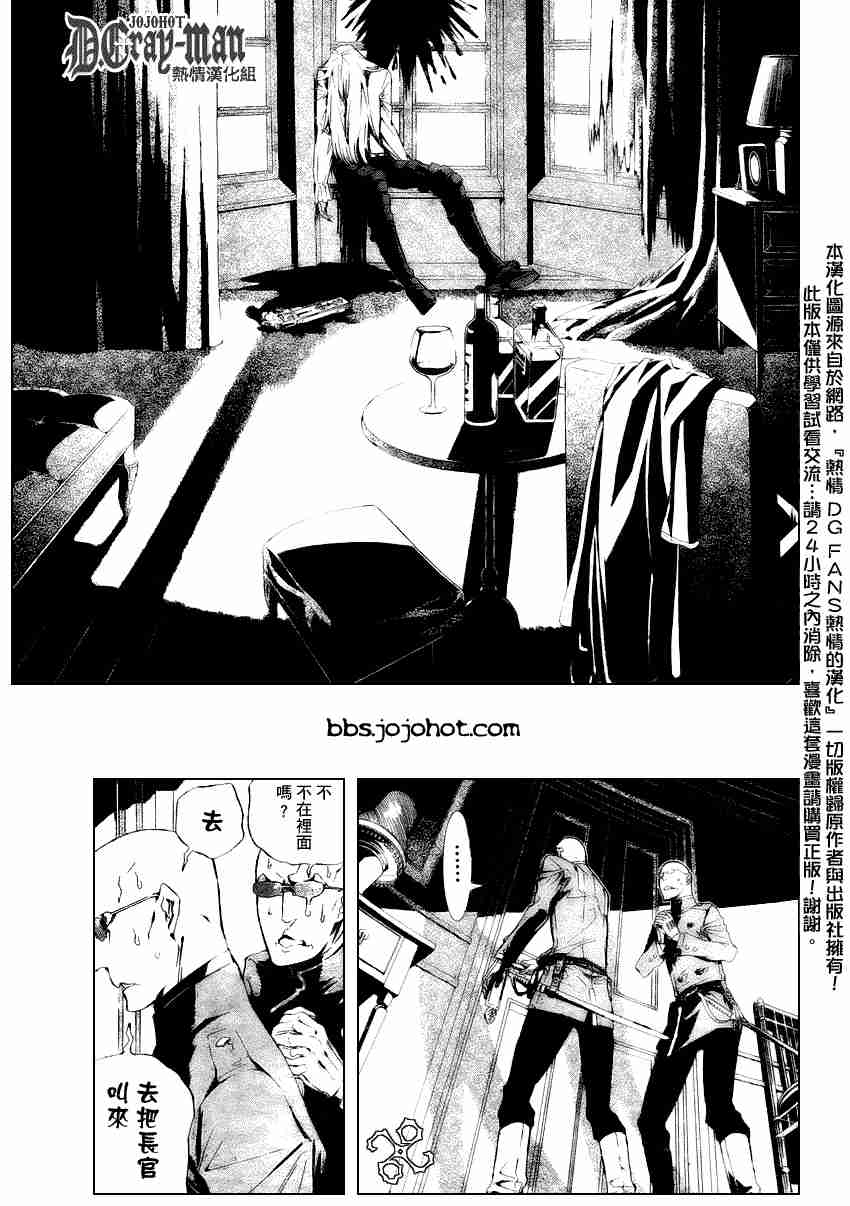 JOJOHOT
D.Gray-man
熱情漢化組
本漢化圖源來自於網路，『熱情DGFANS熱情的漢化』一切版權歸原作者與出版社擁有！
此版本僅供學習試看交流…請24小時之內消除，喜歡這套漫畫請購買正版！謝謝。
bbs.jojohot.com
……
不
不在裡面
嗎？
去
去把長官
叫來